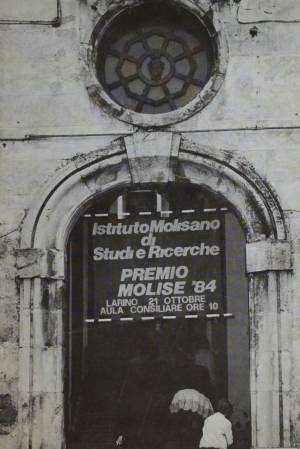 Istituto Molisano
di
Studi e Ricerche
PREMIO
MOLISE '84
LARINO 21 OTTOBRE
AULA CONSILIARE ORE 10